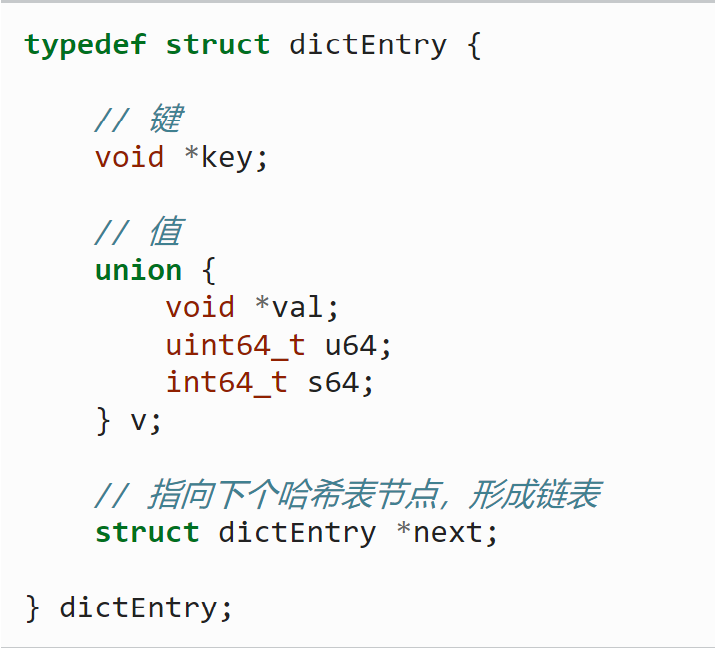 typedef struct dictEntry {
// 键
void *key;
// 值
union {
void *val;
uint64_t u64;
int64_t s64;
} v;
// 指向下个哈希表节点，形成链表
struct dictEntry *next;
} dictEntry;